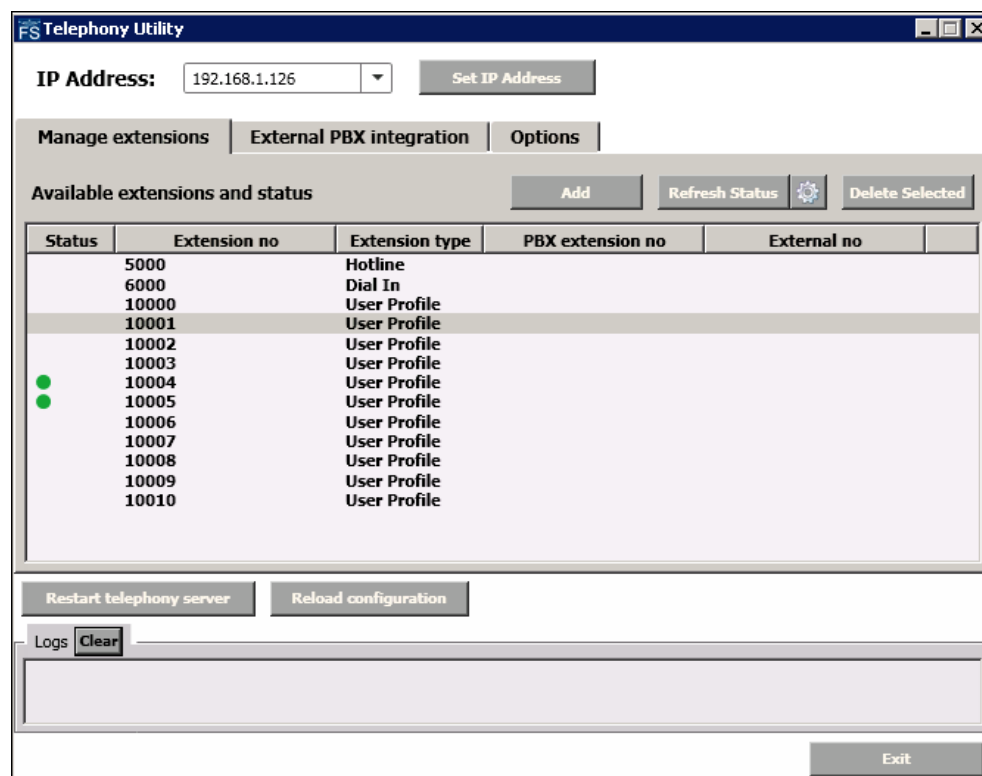 FS Telephony Utility
IP Address: 192.168.1.126 Set IP Address
Manage extensions External PBX integration Options
Available extensions and status Add Refresh Status Delete Selected
Status Extension no Extension type PBX extension no External no
5000 Hotline
6000 Dial In
10000 User Profile
10001 User Profile
10002 User Profile
10003 User Profile
10004 User Profile
10005 User Profile
10006 User Profile
10007 User Profile
10008 User Profile
10009 User Profile
10010 User Profile
Restart telephony server Reload configuration
Logs Clear
Exit